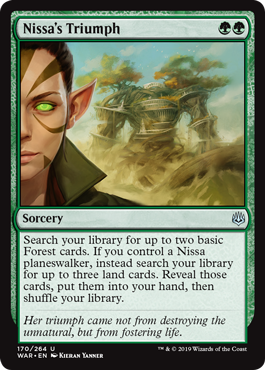 Nissa's Triumph
Sorcery
Search your library for up to two basic
Forest cards. If you control a Nissa
planeswalker, instead search your library
for up to three land cards. Reveal those
cards, put them into your hand, then
shuffle your library.
Her triumph came not from destroying the
unnatural, but from fostering life.
170/264 U
WAR • EN KIERAN YANNER
™ & © 2019 Wizards of the Coast